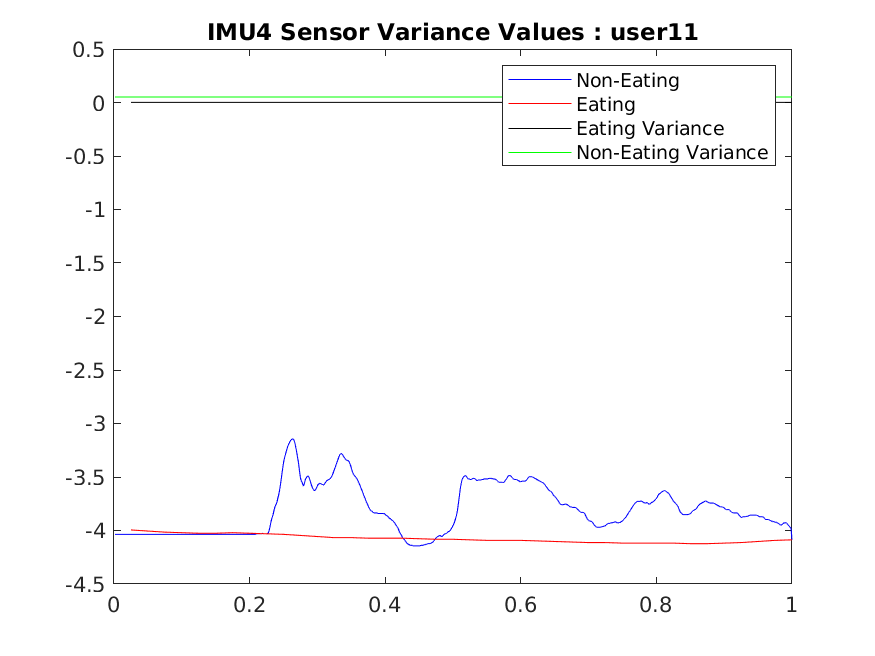 IMU4 Sensor Variance Values : user11
0.5
0
-0.5
-1
-1.5
-2
-2.5
-3
-3.5
-4
-4.5
Non-Eating
Eating
Eating Variance
Non-Eating Variance
0 0.2 0.4 0.6 0.8 1